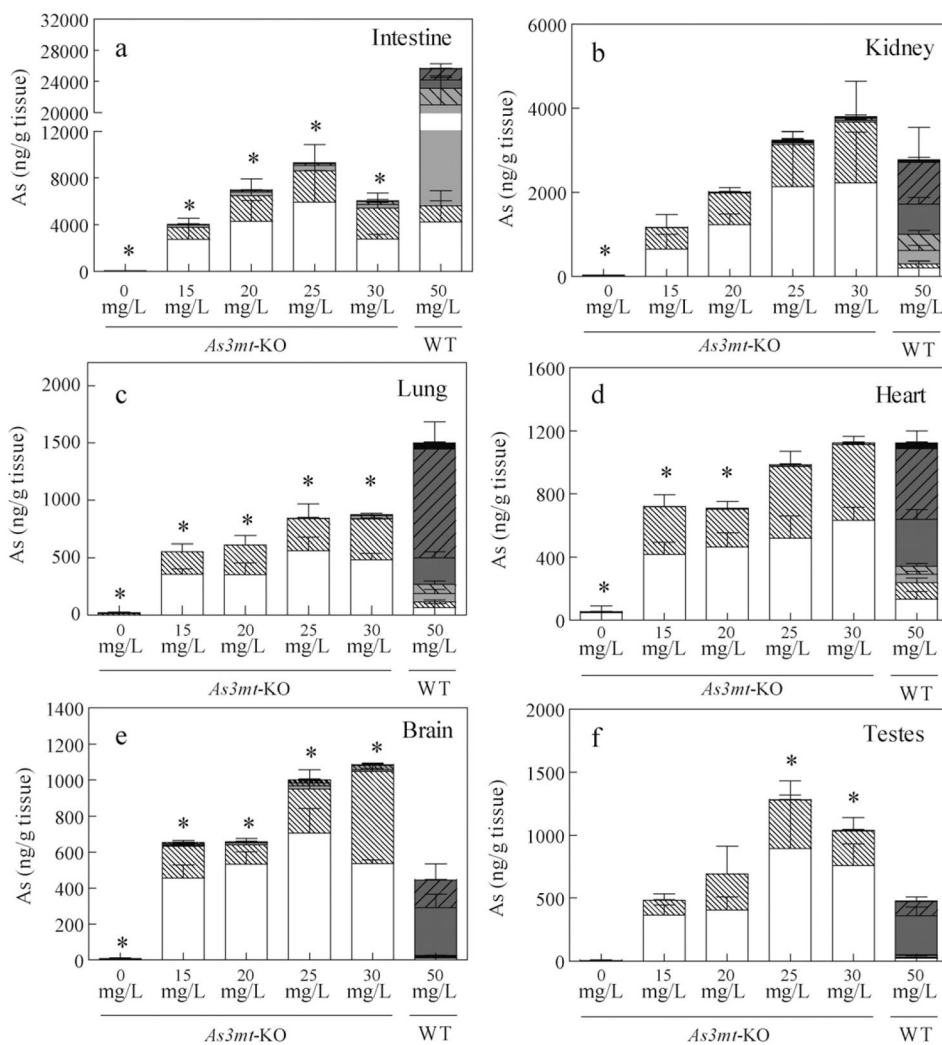 a Intestine
As (ng/g tissue)
32000
28000
24000
20000
12000
8000
4000
0
* * * * *
0 15 20 25 30 50
mg/L mg/L mg/L mg/L mg/L mg/L
As3mt-KO WT
b Kidney
As (ng/g tissue)
6000
4000
2000
0
*
0 15 20 25 30 50
mg/L mg/L mg/L mg/L mg/L mg/L
As3mt-KO WT
c Lung
As (ng/g tissue)
2000
1500
1000
500
0
* * * * *
0 15 20 25 30 50
mg/L mg/L mg/L mg/L mg/L mg/L
As3mt-KO WT
d Heart
As (ng/g tissue)
1600
1200
800
400
0
* * *
0 15 20 25 30 50
mg/L mg/L mg/L mg/L mg/L mg/L
As3mt-KO WT
e Brain
As (ng/g tissue)
1400
1200
1000
800
600
400
200
0
* * * * *
0 15 20 25 30 50
mg/L mg/L mg/L mg/L mg/L mg/L
As3mt-KO WT
f Testes
As (ng/g tissue)
2000
1500
1000
500
0
* *
0 15 20 25 30 50
mg/L mg/L mg/L mg/L mg/L mg/L
As3mt-KO WT